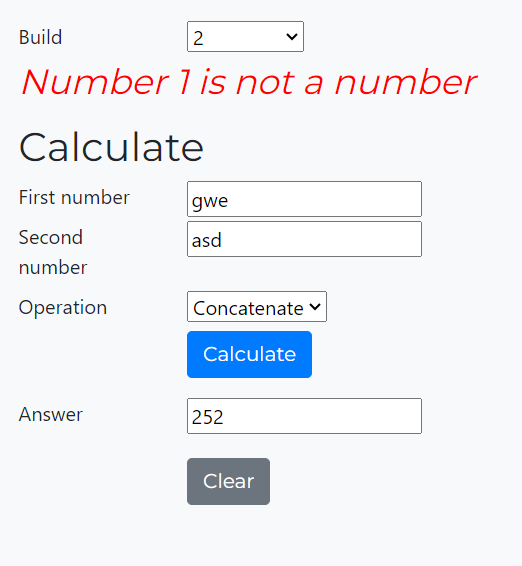 Build 2
Number 1 is not a number
Calculate
First number gwe
Second number asd
Operation Concatenate
Calculate
Answer 252
Clear